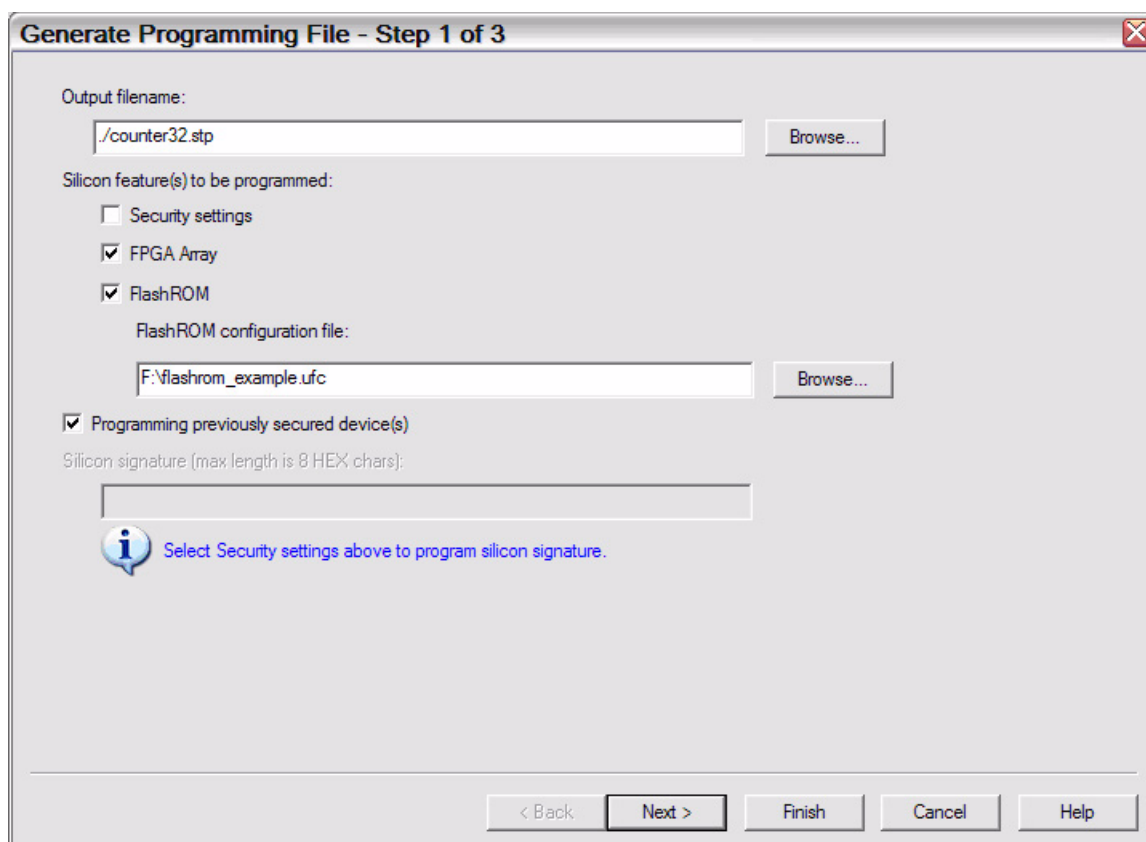 Generate Programming File - Step 1 of 3
Output filename:
./counter32.stp
Browse...
Silicon feature(s) to be programmed:
Security settings
FPGA Array
FlashROM
FlashROM configuration file:
F:\flashrom_example.ufc
Browse...
Programming previously secured device(s)
Silicon signature (max length is 8 HEX chars):
Select Security settings above to program silicon signature.
< Back Next > Finish Cancel Help